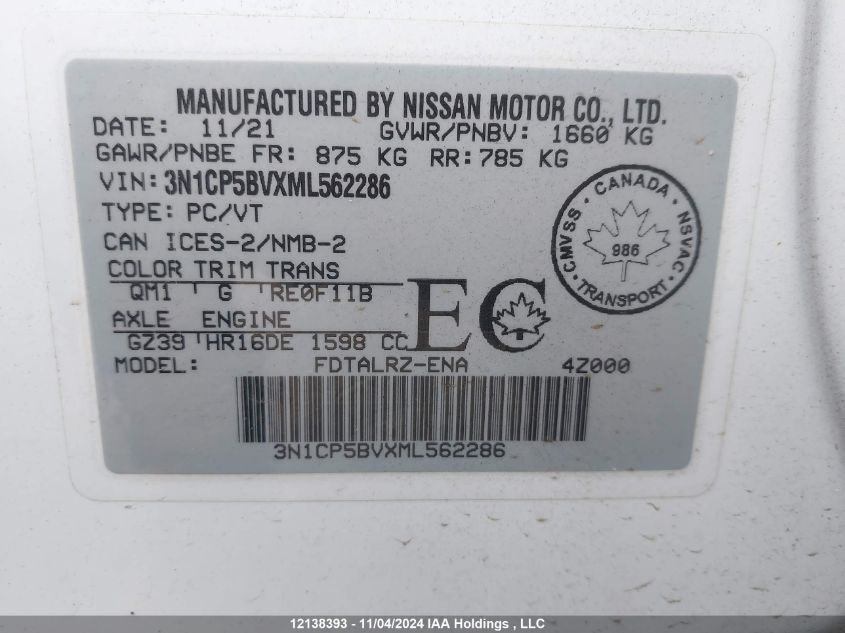 MANUFACTURED BY NISSAN MOTOR CO., LTD.
DATE: 11/21 GVWR/PNBV: 1660 KG
GAWR/PNBE FR: 875 KG RR: 785 KG
VIN: 3N1CP5BVXML562286
TYPE: PC/VT
CAN ICES-2/NMB-2
COLOR TRIM TRANS
QM1 G RE0F11B
AXLE ENGINE
GZ39 HR16DE 1598 CC
EC
CANADA
CMVSS NSVAC
986
TRANSPORT
MODEL: FDTALRZ-ENA 4Z000
3N1CP5BVXML562286
12138393 - 11/04/2024 IAA Holdings , LLC